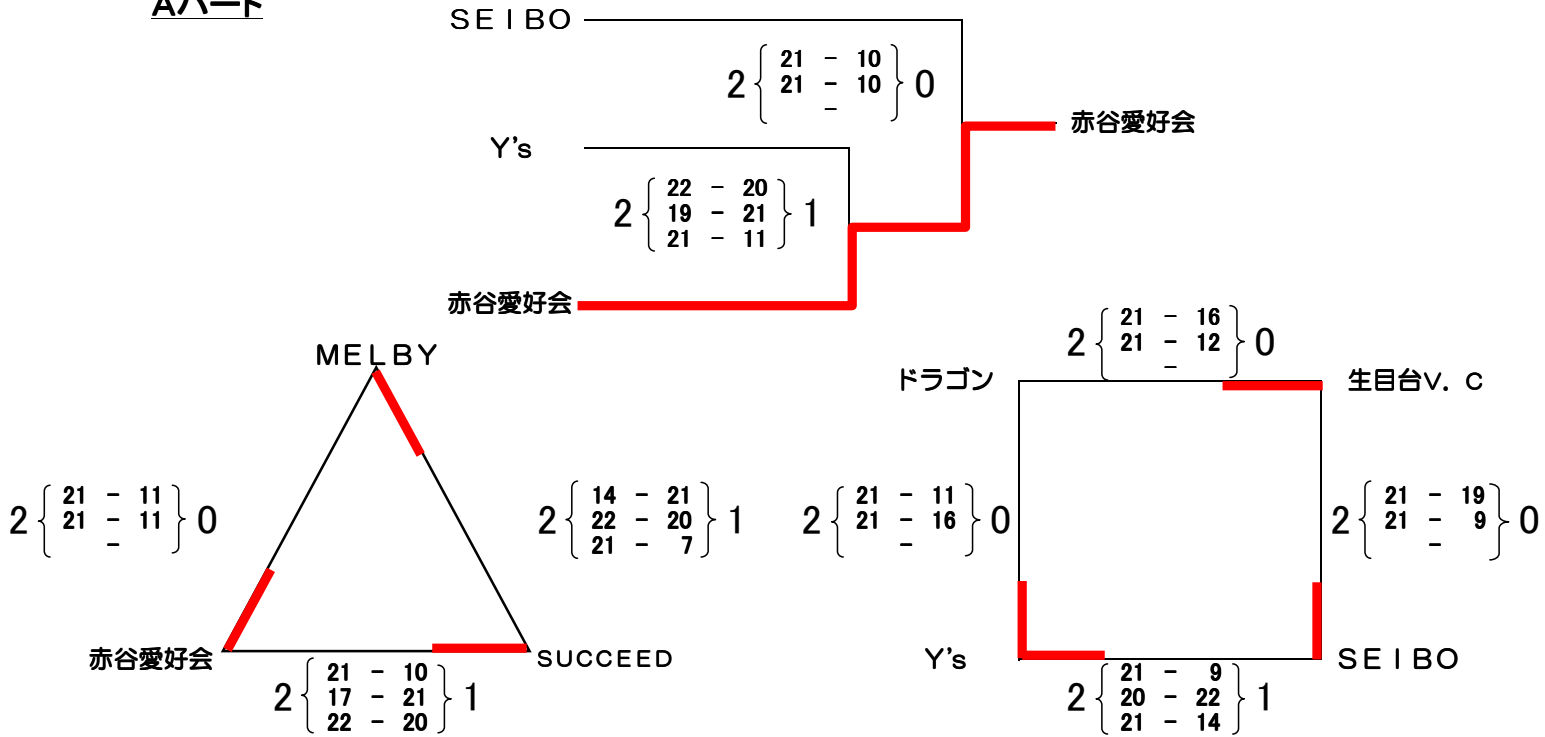 Aパート
ＳＥＩＢＯ
2 { 21 - 10 } 0
21 - 10
-
赤谷愛好会
Y's
2 { 22 - 20 } 1
19 - 21
21 - 11
赤谷愛好会
ＭＥＬＢＹ
2 { 21 - 11 } 0
21 - 11
-
2 { 14 - 21 } 1
22 - 20
21 - 7
赤谷愛好会
ＳＵＣＣＥＥＤ
2 { 21 - 10 } 1
17 - 21
22 - 20
2 { 21 - 16 } 0
21 - 12
-
ドラゴン
生目台Ｖ．Ｃ
2 { 21 - 11 } 0
21 - 16
-
2 { 21 - 19 } 0
21 - 9
-
Y's
ＳＥＩＢＯ
2 { 21 - 9 } 1
20 - 22
21 - 14